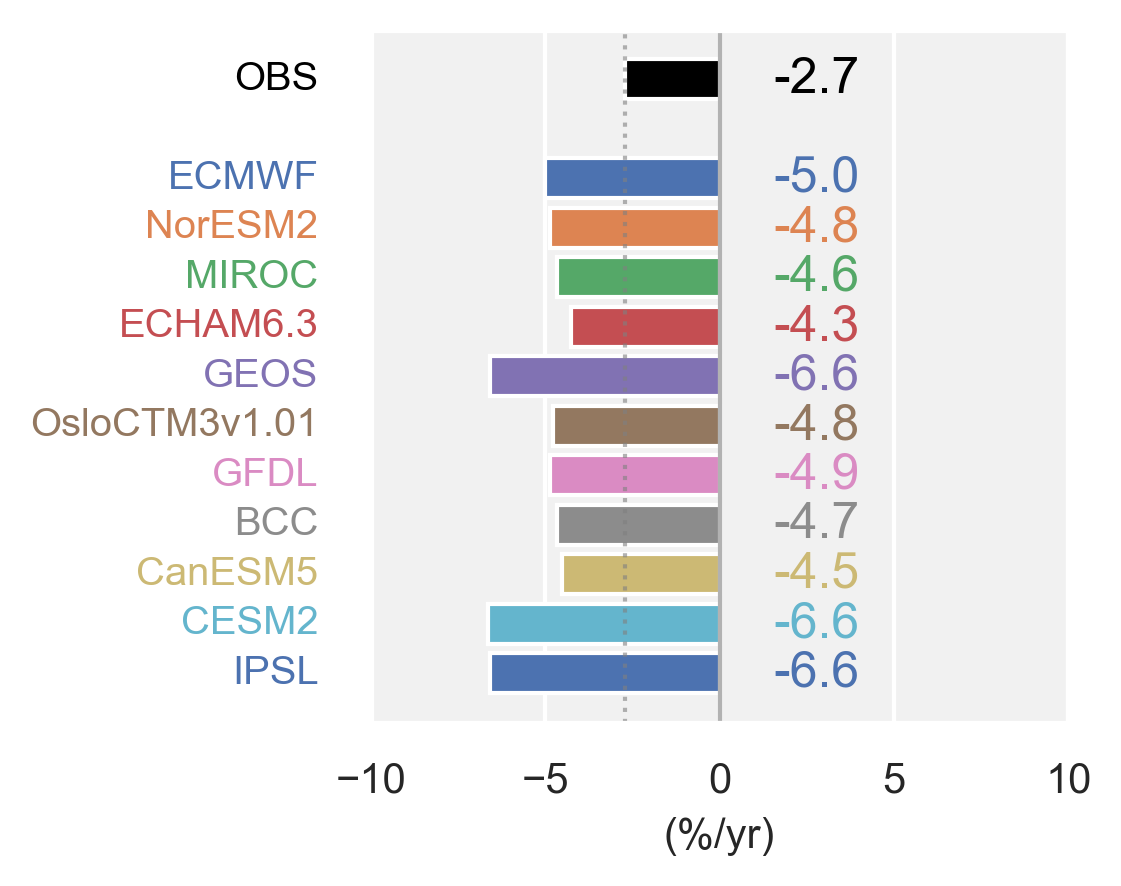 OBS -2.7
ECMWF -5.0
NorESM2 -4.8
MIROC -4.6
ECHAM6.3 -4.3
GEOS -6.6
OsloCTM3v1.01 -4.8
GFDL -4.9
BCC -4.7
CanESM5 -4.5
CESM2 -6.6
IPSL -6.6
−10 −5 0 5 10
(%/yr)